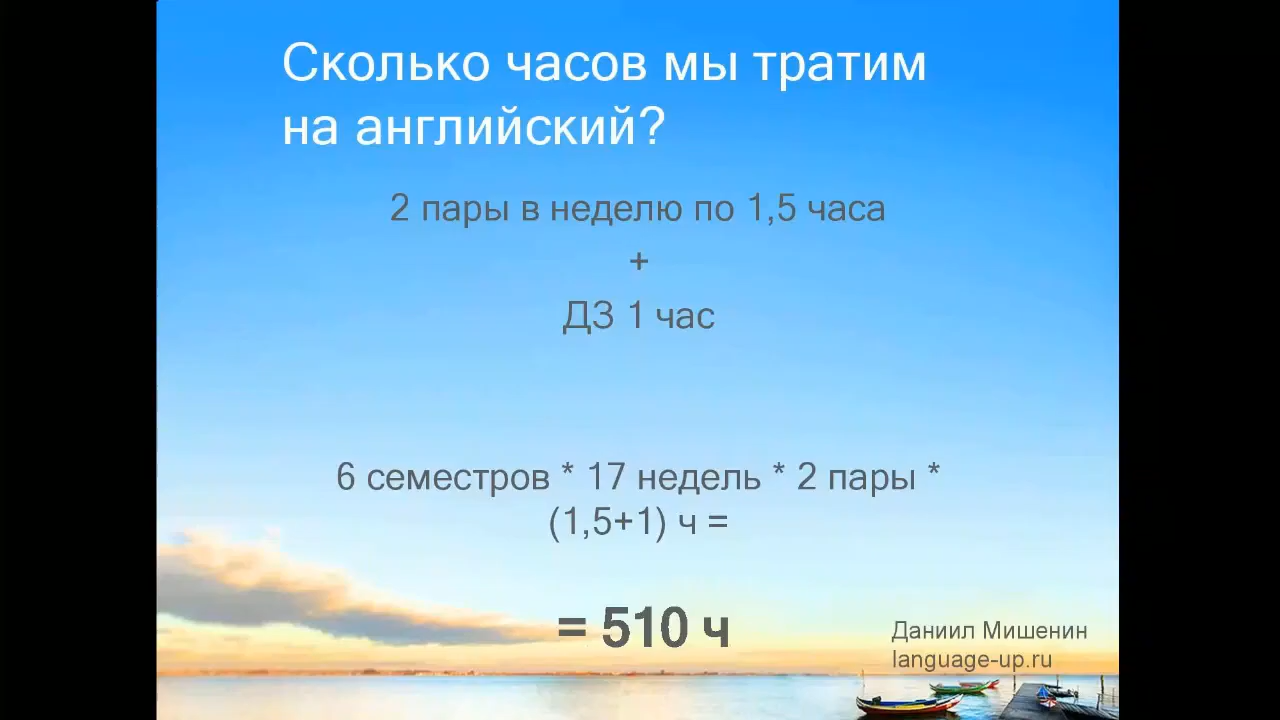 Сколько часов мы тратим
на английский?
2 пары в неделю по 1,5 часа
+
ДЗ 1 час
6 семестров * 17 недель * 2 пары *
(1,5+1) ч =
= 510 ч
Даниил Мишенин
language-up.ru